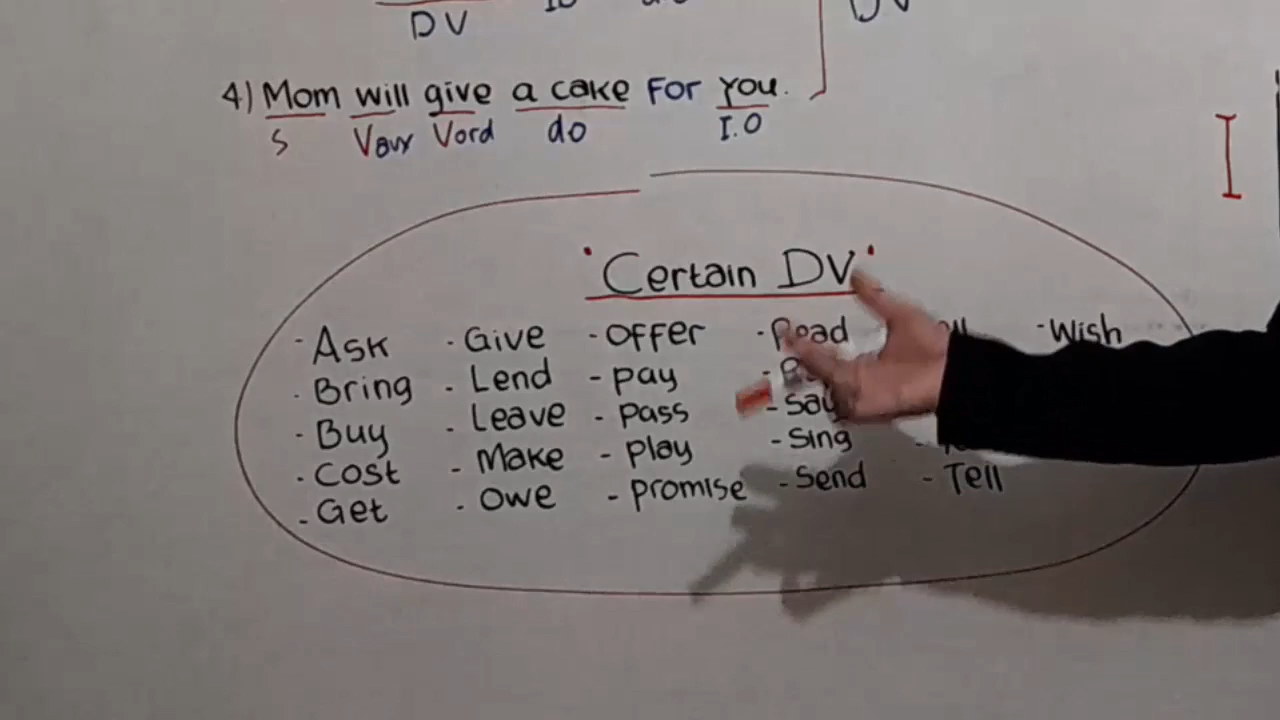 DV
4) Mom will give a cake For you.
S VAux Vord do I.O
'Certain DV'
- Ask - Give - OFFer - Read - Wish
- Bring - Lend - pay
- Buy - Leave - pass - Say
- Cost - Make - play - Sing
- Get - Owe - promise - Send - Tell